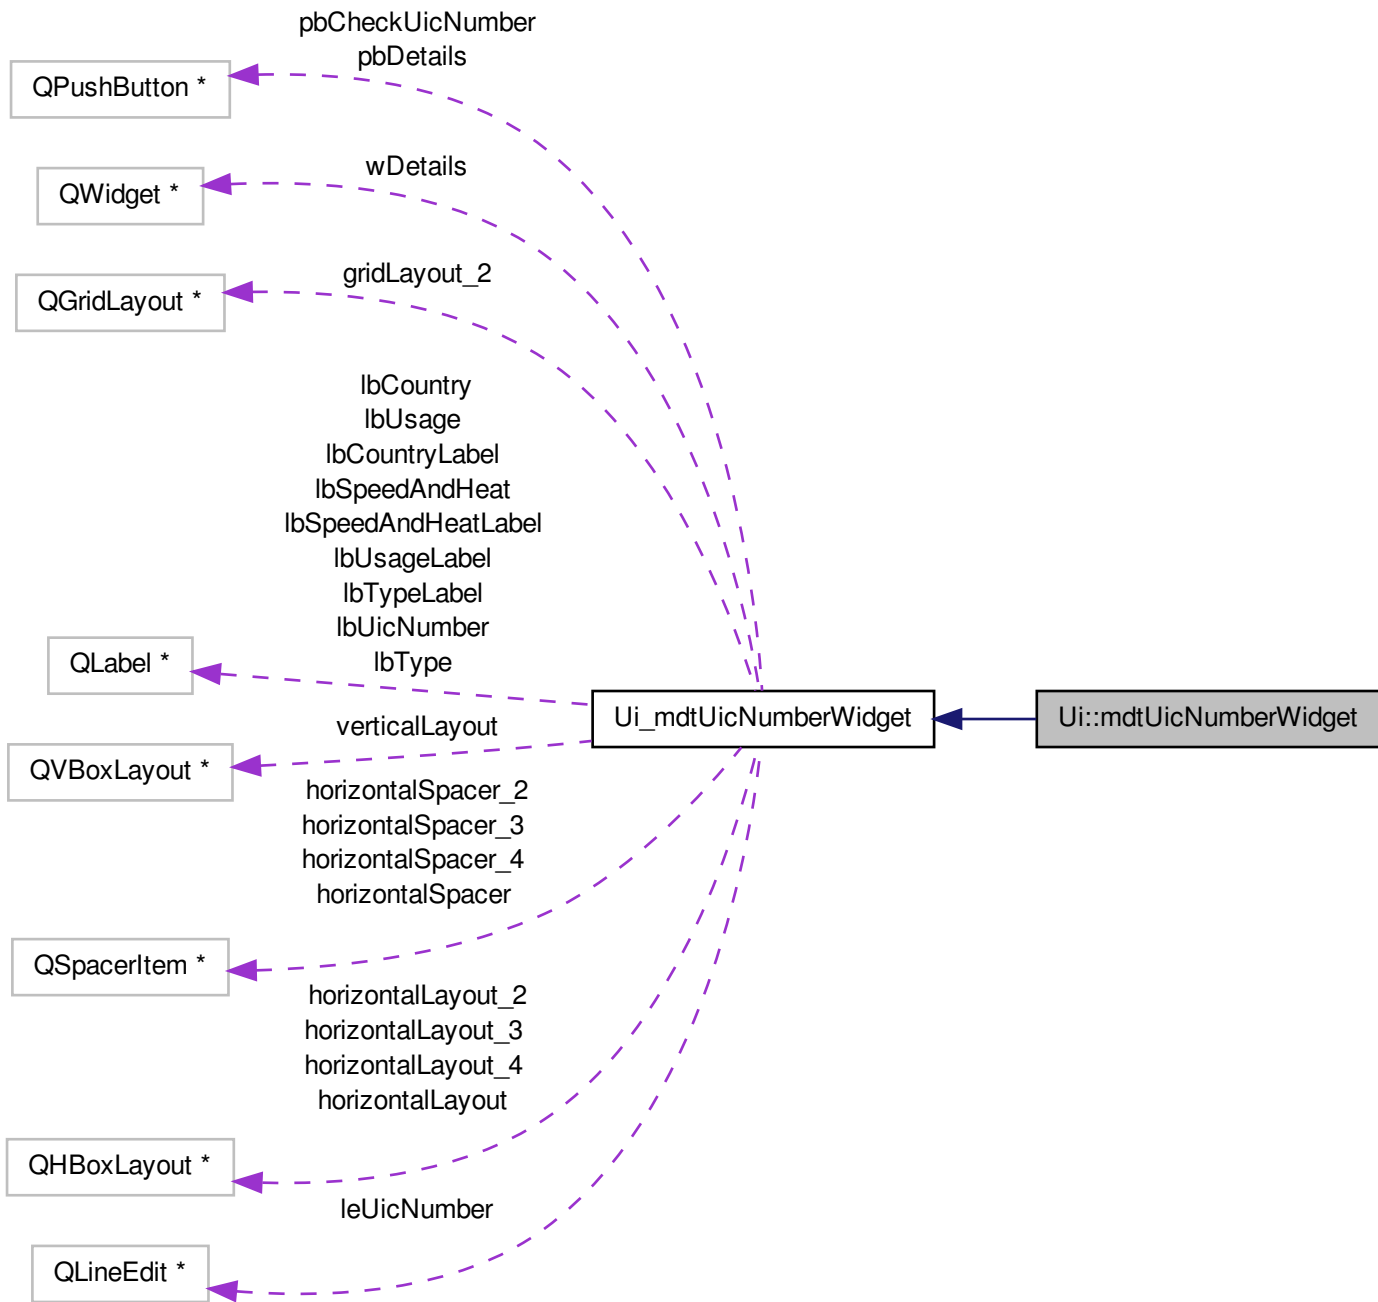 pbCheckUicNumber
pbDetails
QPushButton *
wDetails
QWidget *
gridLayout_2
QGridLayout *
lbCountry
lbUsage
lbCountryLabel
lbSpeedAndHeat
lbSpeedAndHeatLabel
lbUsageLabel
lbTypeLabel
lbUicNumber
lbType
QLabel *
Ui_mdtUicNumberWidget
Ui::mdtUicNumberWidget
verticalLayout
QVBoxLayout *
horizontalSpacer_2
horizontalSpacer_3
horizontalSpacer_4
horizontalSpacer
QSpacerItem *
horizontalLayout_2
horizontalLayout_3
horizontalLayout_4
horizontalLayout
QHBoxLayout *
leUicNumber
QLineEdit *